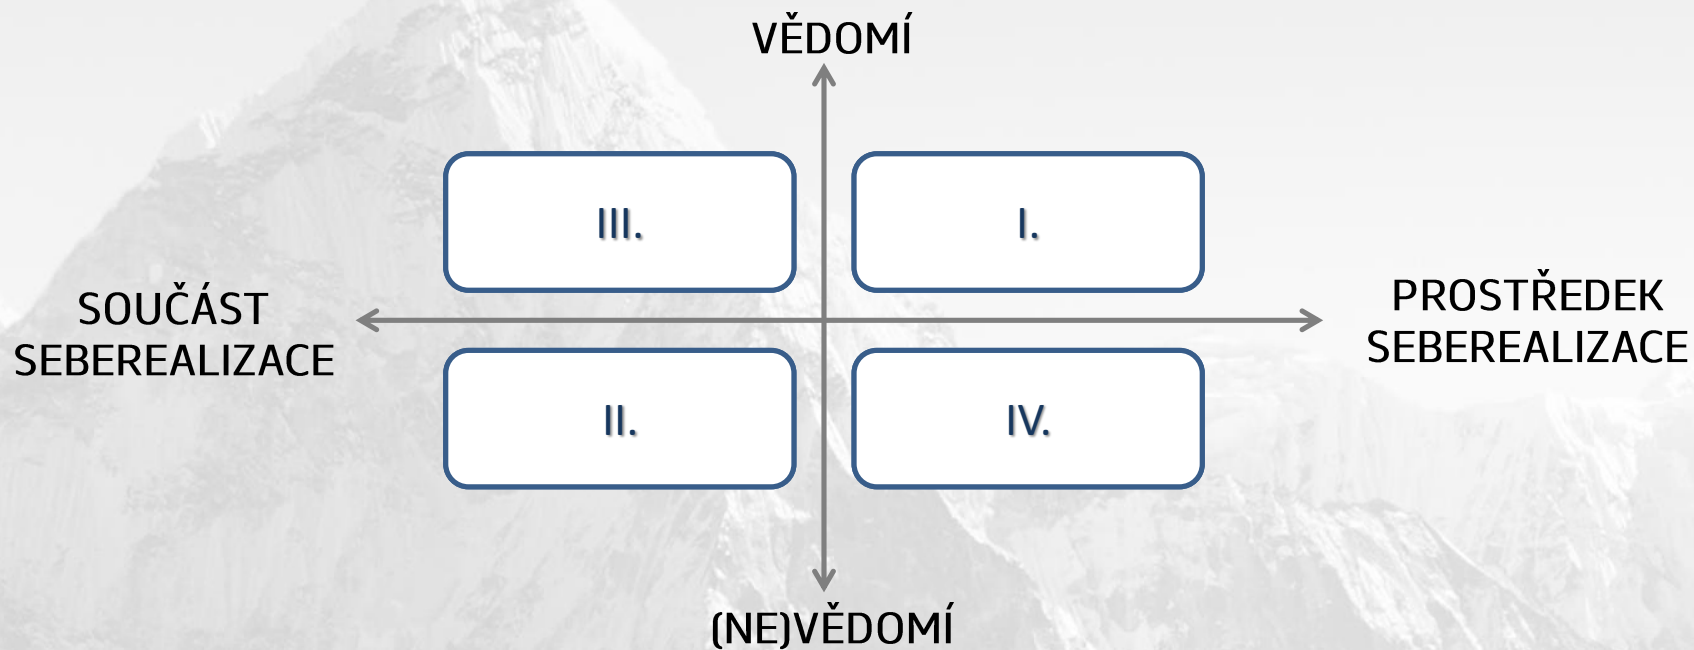 VĚDOMÍ
III.
I.
SOUČÁST
SEBEREALIZACE
PROSTŘEDEK
SEBEREALIZACE
II.
IV.
(NE)VĚDOMÍ